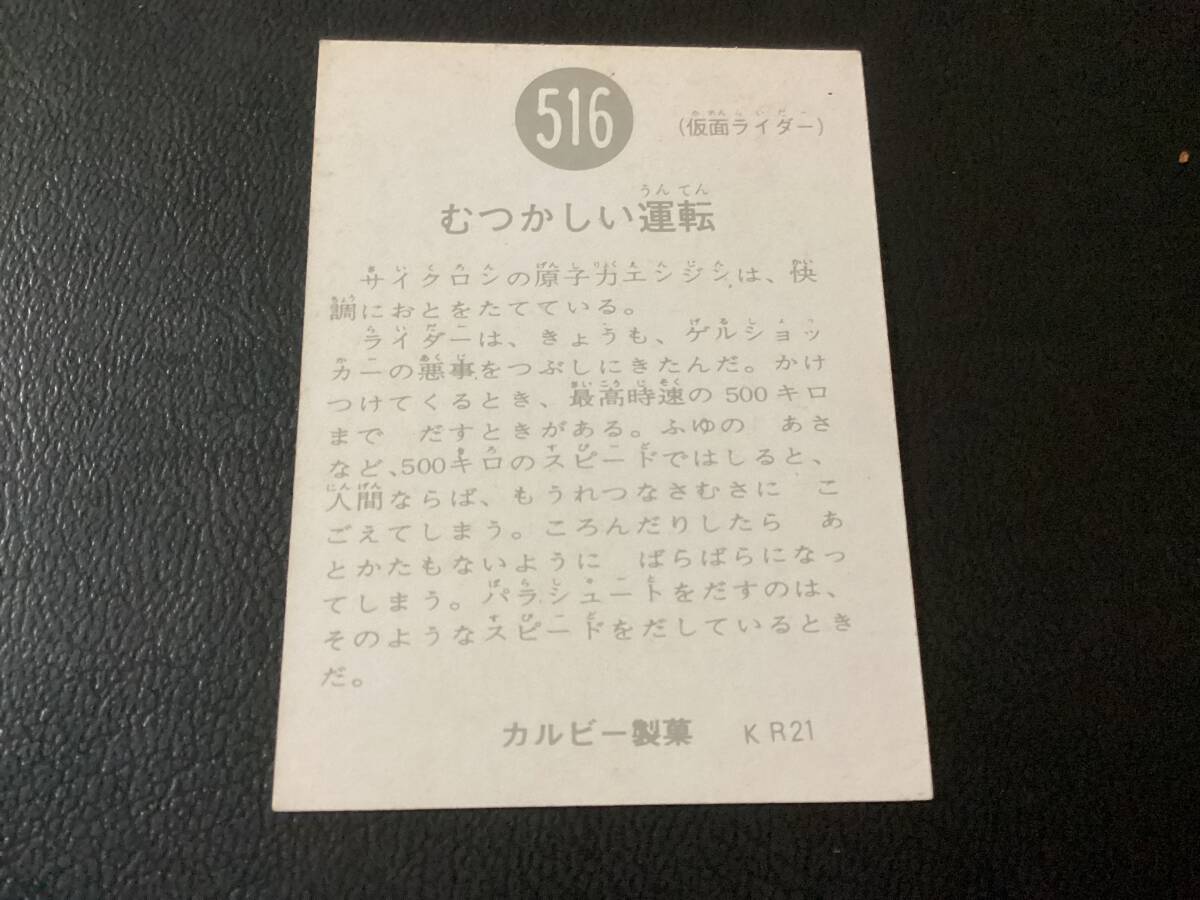 516
(仮面ライダー)
むつかしい運転
サイクロンの原子力エンジンは、快
調におとをたてている。
ライダーは、きょうも、ゲルショッ
カーの悪事をつぶしにきたんだ。かけ
つけてくるとき、最高時速の500キロ
まで だすときがある。ふゆの あさ
など、500キロのスピードではしると、
人間ならば、もうれつなさむさに こ
ごえてしまう。ころんだりしたら あ
とかたもないように ばらばらになっ
てしまう。パラシュートをだすのは、
そのようなスピードをだしているとき
だ。
カルビー製菓 KR21